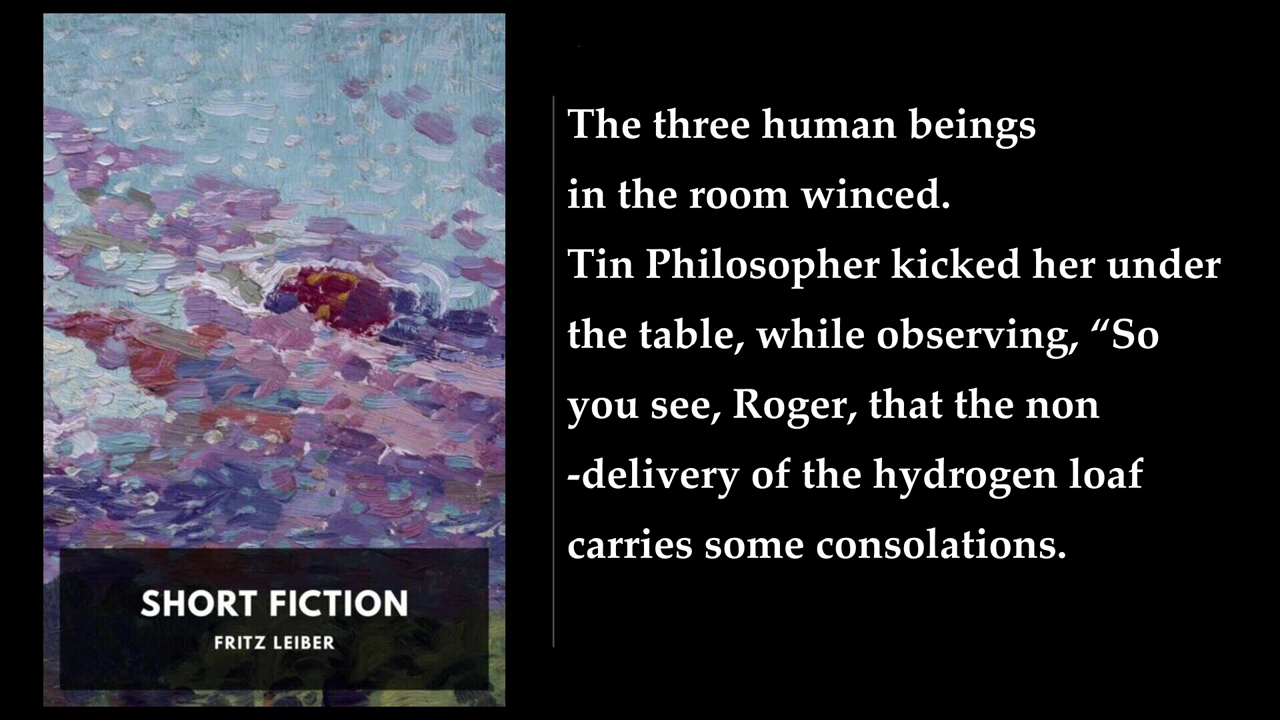 SHORT FICTION
FRITZ LEIBER
The three human beings
in the room winced.
Tin Philosopher kicked her under
the table, while observing, “So
you see, Roger, that the non
-delivery of the hydrogen loaf
carries some consolations.